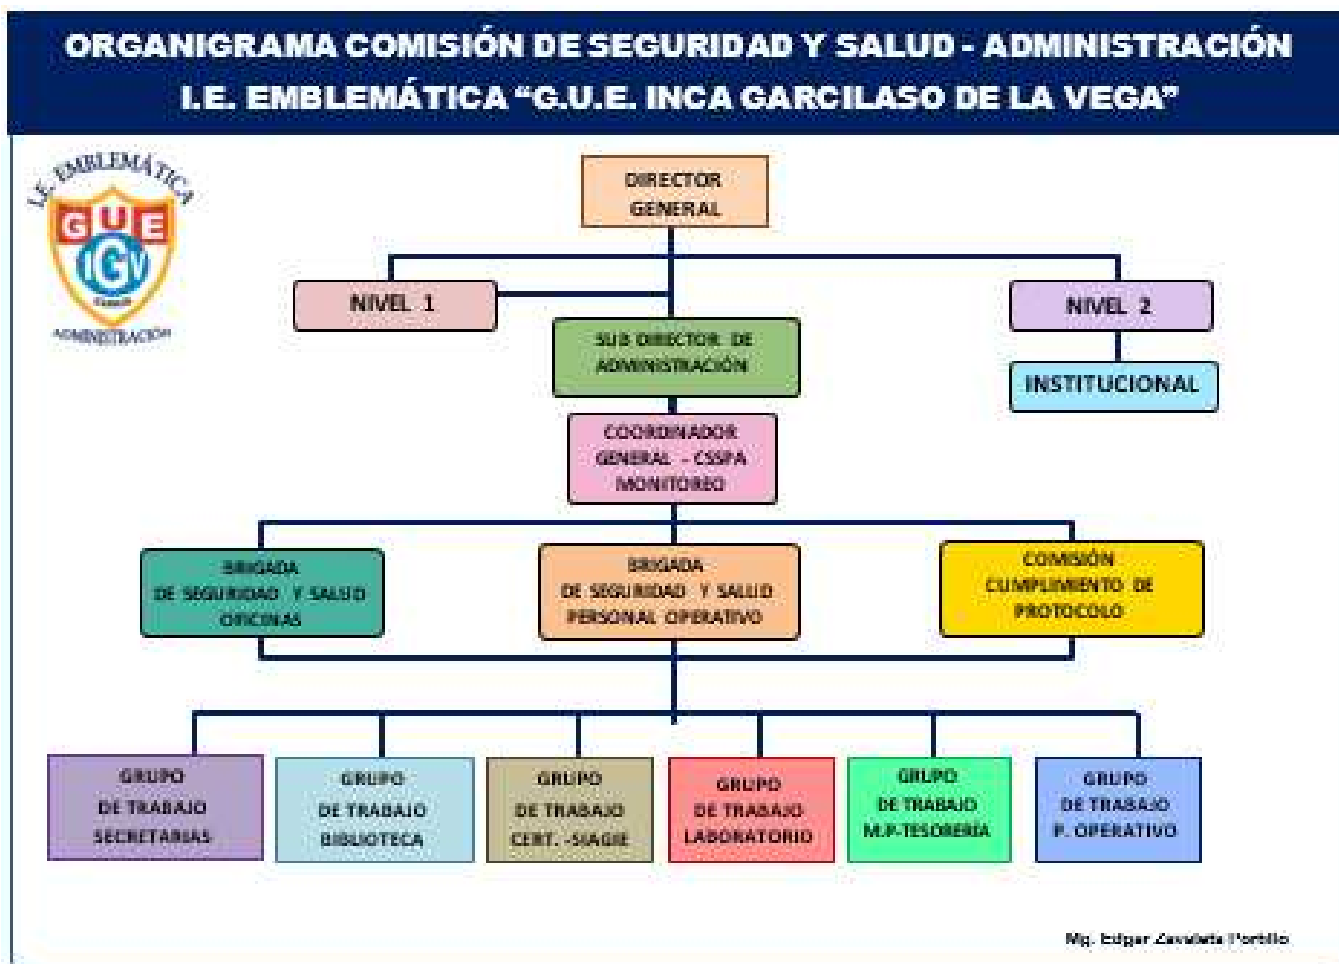 ORGANIGRAMA COMISIÓN DE SEGURIDAD Y SALUD - ADMINISTRACIÓN
I.E. EMBLEMÁTICA “G.U.E. INCA GARCILASO DE LA VEGA”
I.E. EMBLEMÁTICA
GUE
IGV
ADMINISTRACIÓN
DIRECTOR
GENERAL
NIVEL 1
NIVEL 2
SUB DIRECTOR DE
ADMINISTRACIÓN
INSTITUCIONAL
COORDINADOR
GENERAL - CSSPA
MONITOREO
BRIGADA
DE SEGURIDAD Y SALUD
OFICINAS
BRIGADA
DE SEGURIDAD Y SALUD
PERSONAL OPERATIVO
COMISIÓN
CUMPLIMIENTO DE
PROTOCOLO
GRUPO
DE TRABAJO
SECRETARIAS
GRUPO
DE TRABAJO
BIBLIOTECA
GRUPO
DE TRABAJO
CERT. -SIAGIE
GRUPO
DE TRABAJO
LABORATORIO
GRUPO
DE TRABAJO
M.P-TESORERÍA
GRUPO
DE TRABAJO
P. OPERATIVO
Mg. Edgar Zavaleta Portillo